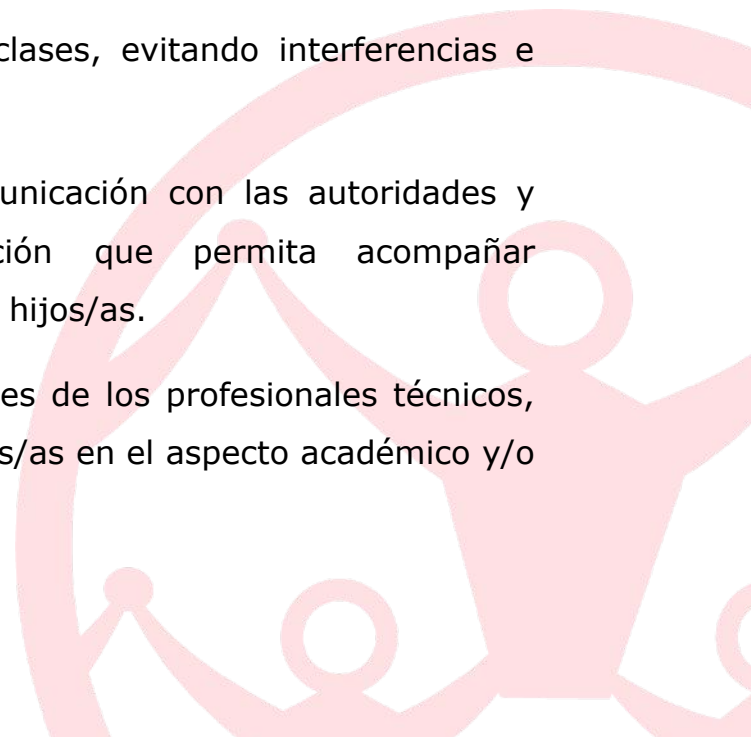 clases, evitando interferencias e
unicación con las autoridades y
ción que permita acompañar
hijos/as.
es de los profesionales técnicos,
s/as en el aspecto académico y/o